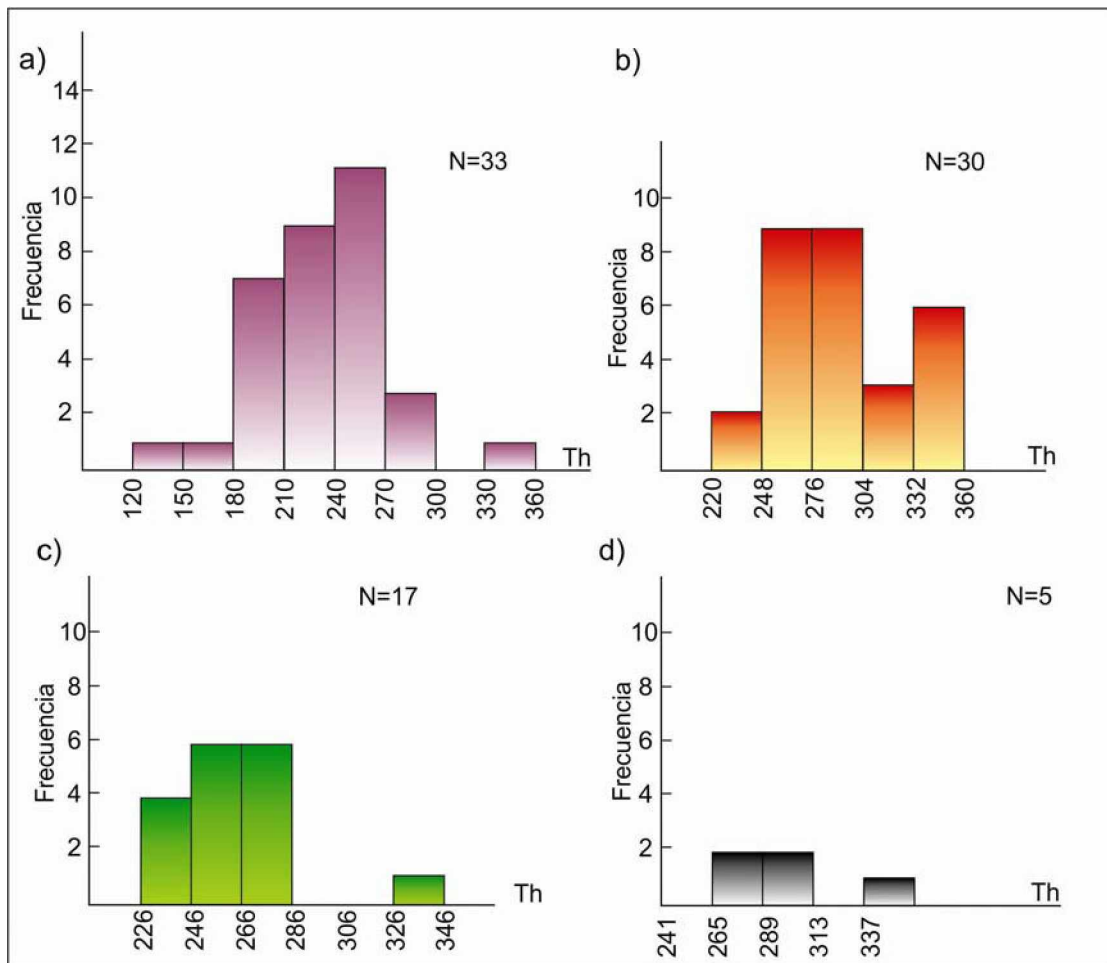 a)
14
12
10
8
6
4
2
Frecuencia
N=33
Th
120 150 180 210 240 270 300 330 360
b)
10
8
6
4
2
Frecuencia
N=30
Th
220 248 276 304 332 360
c)
10
8
6
4
2
Frecuencia
N=17
Th
226 246 266 286 306 326 346
d)
10
8
6
4
2
Frecuencia
N=5
Th
241 265 289 313 337